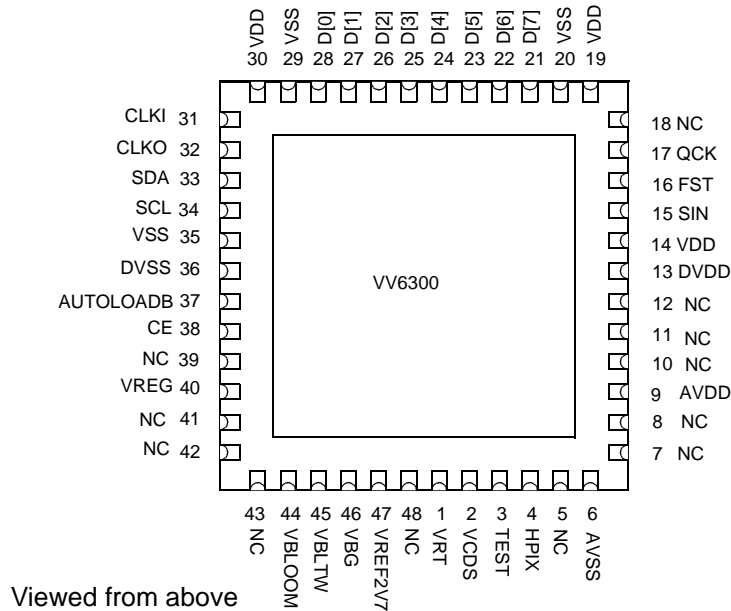 30 VDD
29 VSS
28 D[0]
27 D[1]
26 D[2]
25 D[3]
24 D[4]
23 D[5]
22 D[6]
21 D[7]
20 VSS
19 VDD
CLKI 31
CLKO 32
SDA 33
SCL 34
VSS 35
DVSS 36
AUTOLOADB 37
CE 38
NC 39
VREG 40
NC 41
NC 42
VV6300
18 NC
17 QCK
16 FST
15 SIN
14 VDD
13 DVDD
12 NC
11 NC
10 NC
9 AVDD
8 NC
7 NC
43 NC
44 VBLOOM
45 VBLTW
46 VBG
47 VREF2V7
48 NC
1 VRT
2 VCDS
3 TEST
4 HPIX
5 NC
6 AVSS
Viewed from above